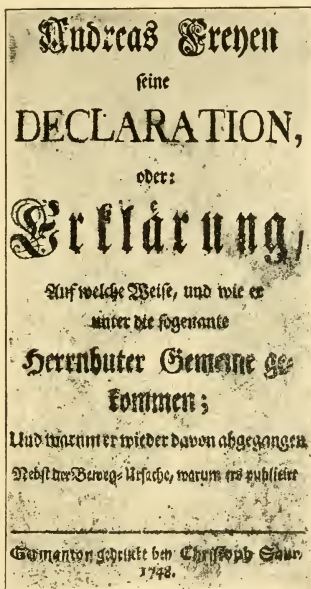 Andreas Freyen
seine
DECLARATION,
oder:
Erklärung,
Auf welche Weise, und wie er
unter die sogenante
Herrnhuter Gemeine ge-
kommen;
Und warum er wieder davon abgegangen
Nebst der Beweg-Ursache, warum ers publicirt
Germanton gedruckt bey Christoph Saur.
1748.